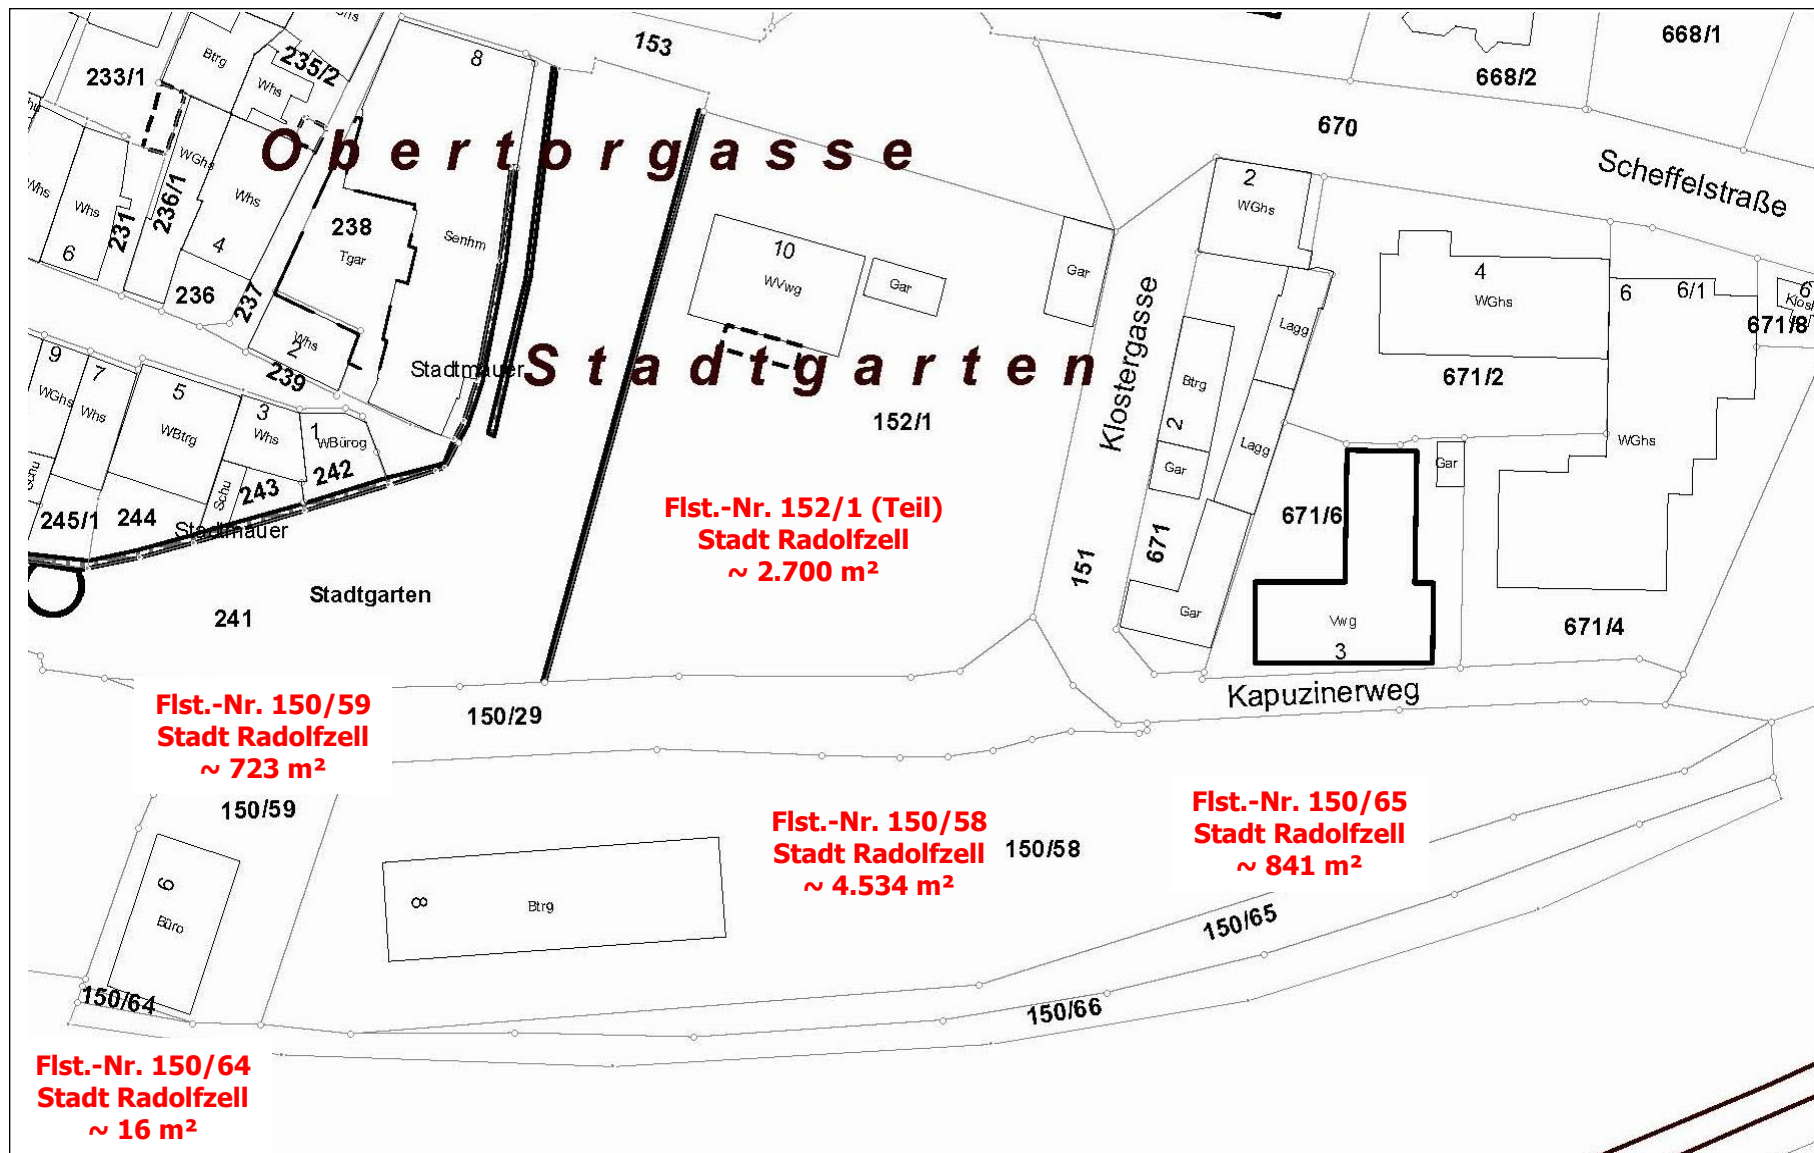 153
668/1
668/2
670
Scheffelstraße
233/1
Btrg
235/2
Whs
8
Obertorgasse
WGhs
Whs
Whs
Whs
6
231
236/1
4
236
237
238
Tgar
Senhm
Whs
2
239
Stadtmauer
Stadtgarten
10
WVwg
Gar
Gar
152/1
Klostergasse
2
WGhs
Lagg
Btrg
2
Lagg
Gar
671
Gar
151
4
WGhs
671/2
6
6/1
6
671/8
WGhs
Gar
671/6
671/4
Vwg
3
Kapuzinerweg
9
WGhs
7
Whs
5
WBtrg
3
Whs
1
WBürog
242
243
Schu
244
245/1
Schu
Stadtmauer
Stadtgarten
241
Flst.-Nr. 152/1 (Teil)
Stadt Radolfzell
~ 2.700 m²
Flst.-Nr. 150/59
Stadt Radolfzell
~ 723 m²
150/29
150/59
6
Büro
8
Btrg
Flst.-Nr. 150/58
Stadt Radolfzell
~ 4.534 m²
150/58
Flst.-Nr. 150/65
Stadt Radolfzell
~ 841 m²
150/65
150/66
150/64
Flst.-Nr. 150/64
Stadt Radolfzell
~ 16 m²